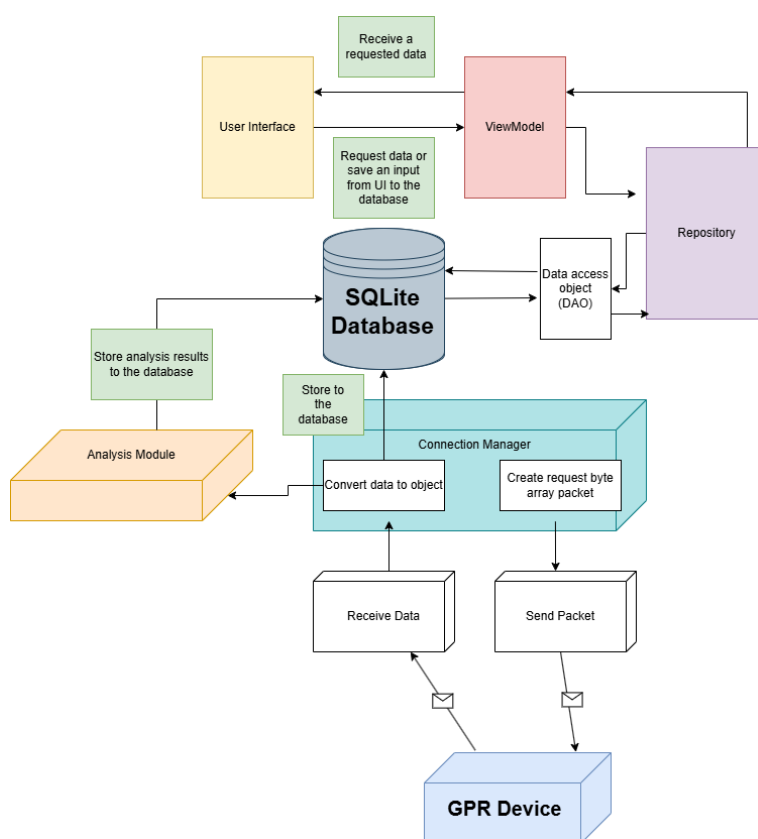 Receive a
requested data
User Interface
ViewModel
Request data or
save an input
from UI to the
database
Repository
Data access
object
(DAO)
SQLite
Database
Store analysis results
to the database
Store to
the
database
Connection Manager
Analysis Module
Convert data to object
Create request byte
array packet
Receive Data
Send Packet
GPR Device